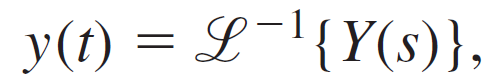 y(t) = ℒ⁻¹{Y(s)},